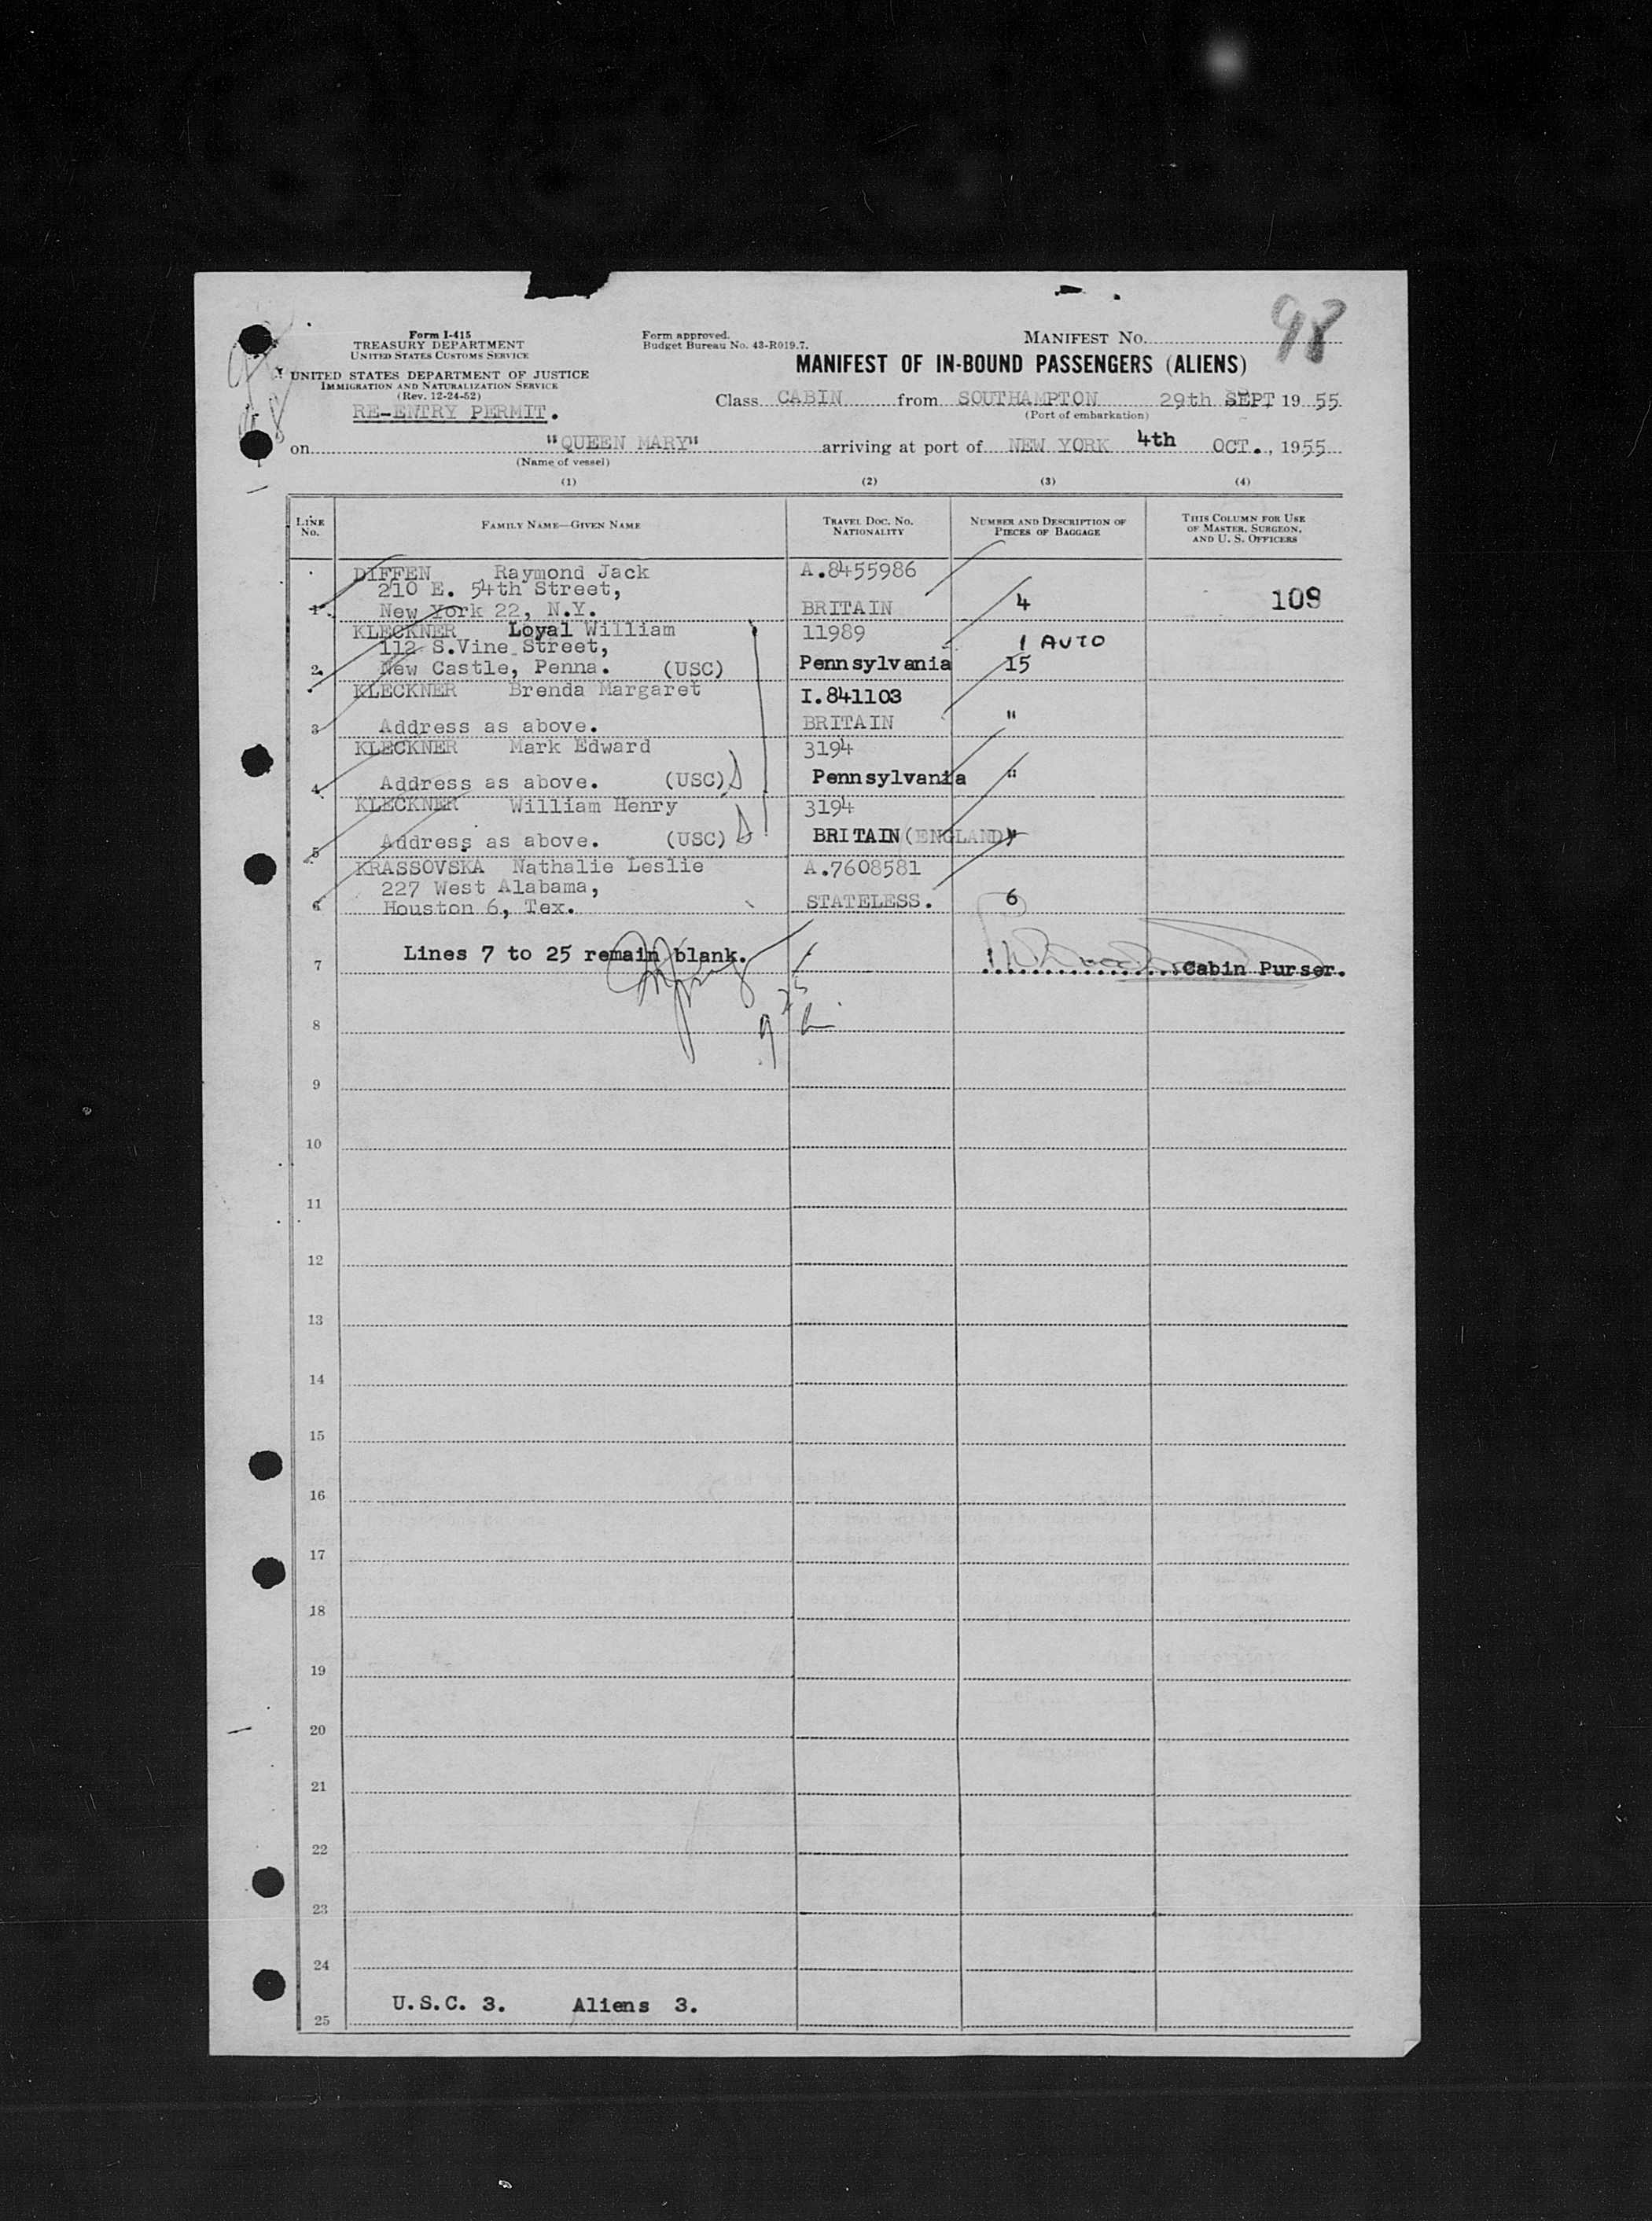 98
Form I-415
TREASURY DEPARTMENT
UNITED STATES CUSTOMS SERVICE
UNITED STATES DEPARTMENT OF JUSTICE
IMMIGRATION AND NATURALIZATION SERVICE
(Rev. 12-24-52)
RE-ENTRY PERMIT.
Form approved.
Budget Bureau No. 43-R019.7.
MANIFEST No.
MANIFEST OF IN-BOUND PASSENGERS (ALIENS)
Class CABIN from SOUTHAMPTON 29th SEPT 19 55
(Port of embarkation)
on "QUEEN MARY" arriving at port of NEW YORK 4th OCT., 1955
(Name of vessel)
(1) (2) (3) (4)
LINE No. FAMILY NAME—GIVEN NAME TRAVEL DOC. NO. NATIONALITY NUMBER AND DESCRIPTION OF PIECES OF BAGGAGE THIS COLUMN FOR USE OF MASTER, SURGEON, AND U. S. OFFICERS
DIFFEN Raymond Jack A.8455986
210 E. 54th Street,
1 New York 22, N.Y. BRITAIN 4 109
KLECKNER Loyal William 11989 1 AUTO
112 S.Vine Street,
2 New Castle, Penna. (USC) Pennsylvania 15
KLECKNER Brenda Margaret I.841103
3 Address as above. BRITAIN "
KLECKNER Mark Edward 3194
4 Address as above. (USC) Pennsylvania "
KLECKNER William Henry 3194
5 Address as above. (USC) BRITAIN (ENGLAND) "
KRASSOVSKA Nathalie Leslie A.7608581
227 West Alabama,
6 Houston 6, Tex. STATELESS. 6
7 Lines 7 to 25 remain blank. Cabin Purser.
8
9
10
11
12
13
14
15
16
17
18
19
20
21
22
23
24
U.S.C. 3. Aliens 3.
25